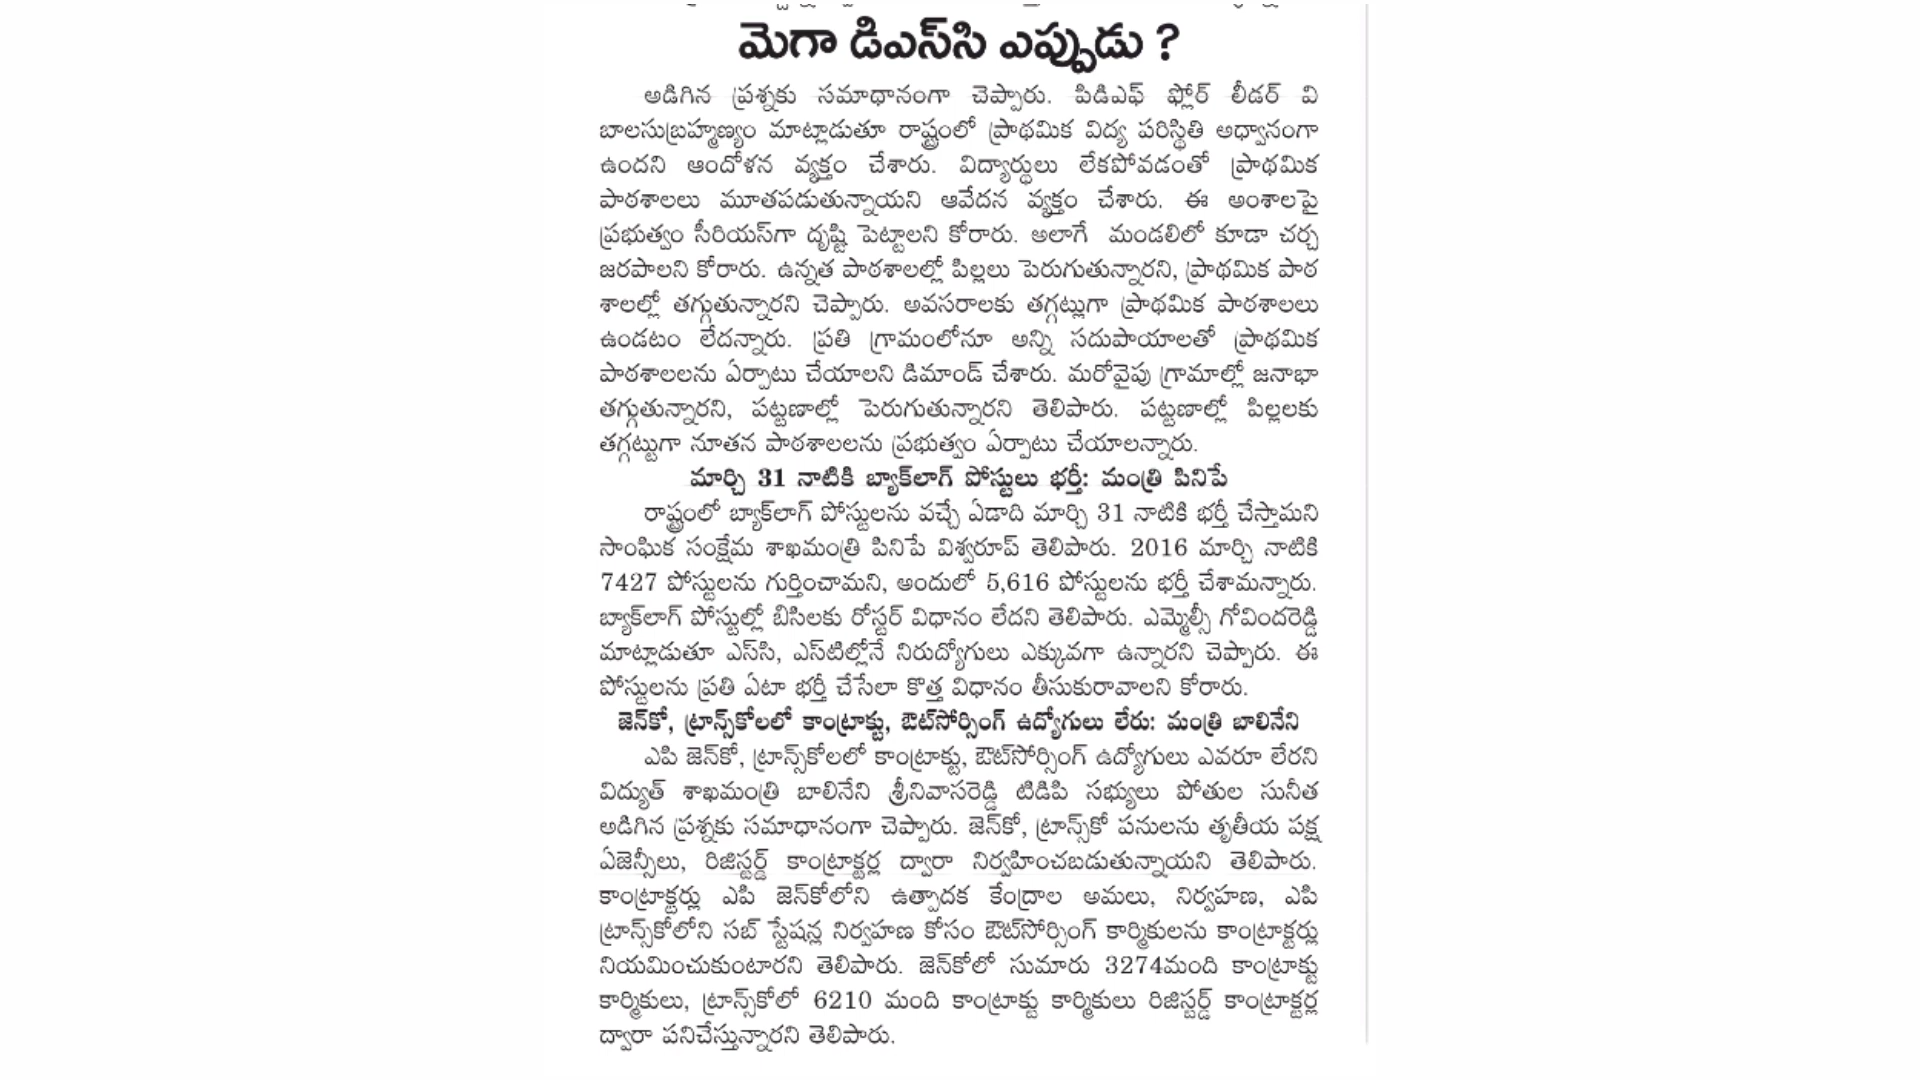 మెగా డిఎస్‌సి ఎప్పుడు ?
అడిగిన ప్రశ్నకు సమాధానంగా చెప్పారు. పిడిఎఫ్ ఫ్లోర్ లీడర్ వి
బాలసుబ్రహ్మణ్యం మాట్లాడుతూ రాష్ట్రంలో ప్రాథమిక విద్య పరిస్థితి అధ్వానంగా
ఉందని ఆందోళన వ్యక్తం చేశారు. విద్యార్థులు లేకపోవడంతో ప్రాథమిక
పాఠశాలలు మూతపడుతున్నాయని ఆవేదన వ్యక్తం చేశారు. ఈ అంశాలపై
ప్రభుత్వం సీరియస్‌గా దృష్టి పెట్టాలని కోరారు. అలాగే మండలిలో కూడా చర్చ
జరపాలని కోరారు. ఉన్నత పాఠశాలల్లో పిల్లలు పెరుగుతున్నారని, ప్రాథమిక పాఠ
శాలల్లో తగ్గుతున్నారని చెప్పారు. అవసరాలకు తగ్గట్లుగా ప్రాథమిక పాఠశాలలు
ఉండటం లేదన్నారు. ప్రతి గ్రామంలోనూ అన్ని సదుపాయాలతో ప్రాథమిక
పాఠశాలలను ఏర్పాటు చేయాలని డిమాండ్ చేశారు. మరోవైపు గ్రామాల్లో జనాభా
తగ్గుతున్నారని, పట్టణాల్లో పెరుగుతున్నారని తెలిపారు. పట్టణాల్లో పిల్లలకు
తగ్గట్టుగా నూతన పాఠశాలలను ప్రభుత్వం ఏర్పాటు చేయాలన్నారు.
మార్చి 31 నాటికి బ్యాక్‌లాగ్ పోస్టులు భర్తీ: మంత్రి పినిపే
రాష్ట్రంలో బ్యాక్‌లాగ్ పోస్టులను వచ్చే ఏడాది మార్చి 31 నాటికి భర్తీ చేస్తామని
సాంఘిక సంక్షేమ శాఖమంత్రి పినిపే విశ్వరూప్ తెలిపారు. 2016 మార్చి నాటికి
7427 పోస్టులను గుర్తించామని, అందులో 5,616 పోస్టులను భర్తీ చేశామన్నారు.
బ్యాక్‌లాగ్ పోస్టుల్లో బిసిలకు రోస్టర్ విధానం లేదని తెలిపారు. ఎమ్మెల్సీ గోవిందరెడ్డి
మాట్లాడుతూ ఎస్‌సి, ఎస్‌టిల్లోనే నిరుద్యోగులు ఎక్కువగా ఉన్నారని చెప్పారు. ఈ
పోస్టులను ప్రతి ఏటా భర్తీ చేసేలా కొత్త విధానం తీసుకురావాలని కోరారు.
జెన్‌కో, ట్రాన్స్‌కోలలో కాంట్రాక్టు, ఔట్‌సోర్సింగ్ ఉద్యోగులు లేరు: మంత్రి బాలినేని
ఎపి జెన్‌కో, ట్రాన్స్‌కోలలో కాంట్రాక్టు, ఔట్‌సోర్సింగ్ ఉద్యోగులు ఎవరూ లేరని
విద్యుత్ శాఖమంత్రి బాలినేని శ్రీనివాసరెడ్డి టిడిపి సభ్యులు పోతుల సునీత
అడిగిన ప్రశ్నకు సమాధానంగా చెప్పారు. జెన్‌కో, ట్రాన్స్‌కో పనులను తృతీయ పక్ష
ఏజెన్సీలు, రిజిస్టర్డ్ కాంట్రాక్టర్ల ద్వారా నిర్వహించబడుతున్నాయని తెలిపారు.
కాంట్రాక్టర్లు ఎపి జెన్‌కోలోని ఉత్పాదక కేంద్రాల అమలు, నిర్వహణ, ఎపి
ట్రాన్స్‌కోలోని సబ్ స్టేషన్ల నిర్వహణ కోసం ఔట్‌సోర్సింగ్ కార్మికులను కాంట్రాక్టర్లు
నియమించుకుంటారని తెలిపారు. జెన్‌కోలో సుమారు 3274మంది కాంట్రాక్టు
కార్మికులు, ట్రాన్స్‌కోలో 6210 మంది కాంట్రాక్టు కార్మికులు రిజిస్టర్డ్ కాంట్రాక్టర్ల
ద్వారా పనిచేస్తున్నారని తెలిపారు.